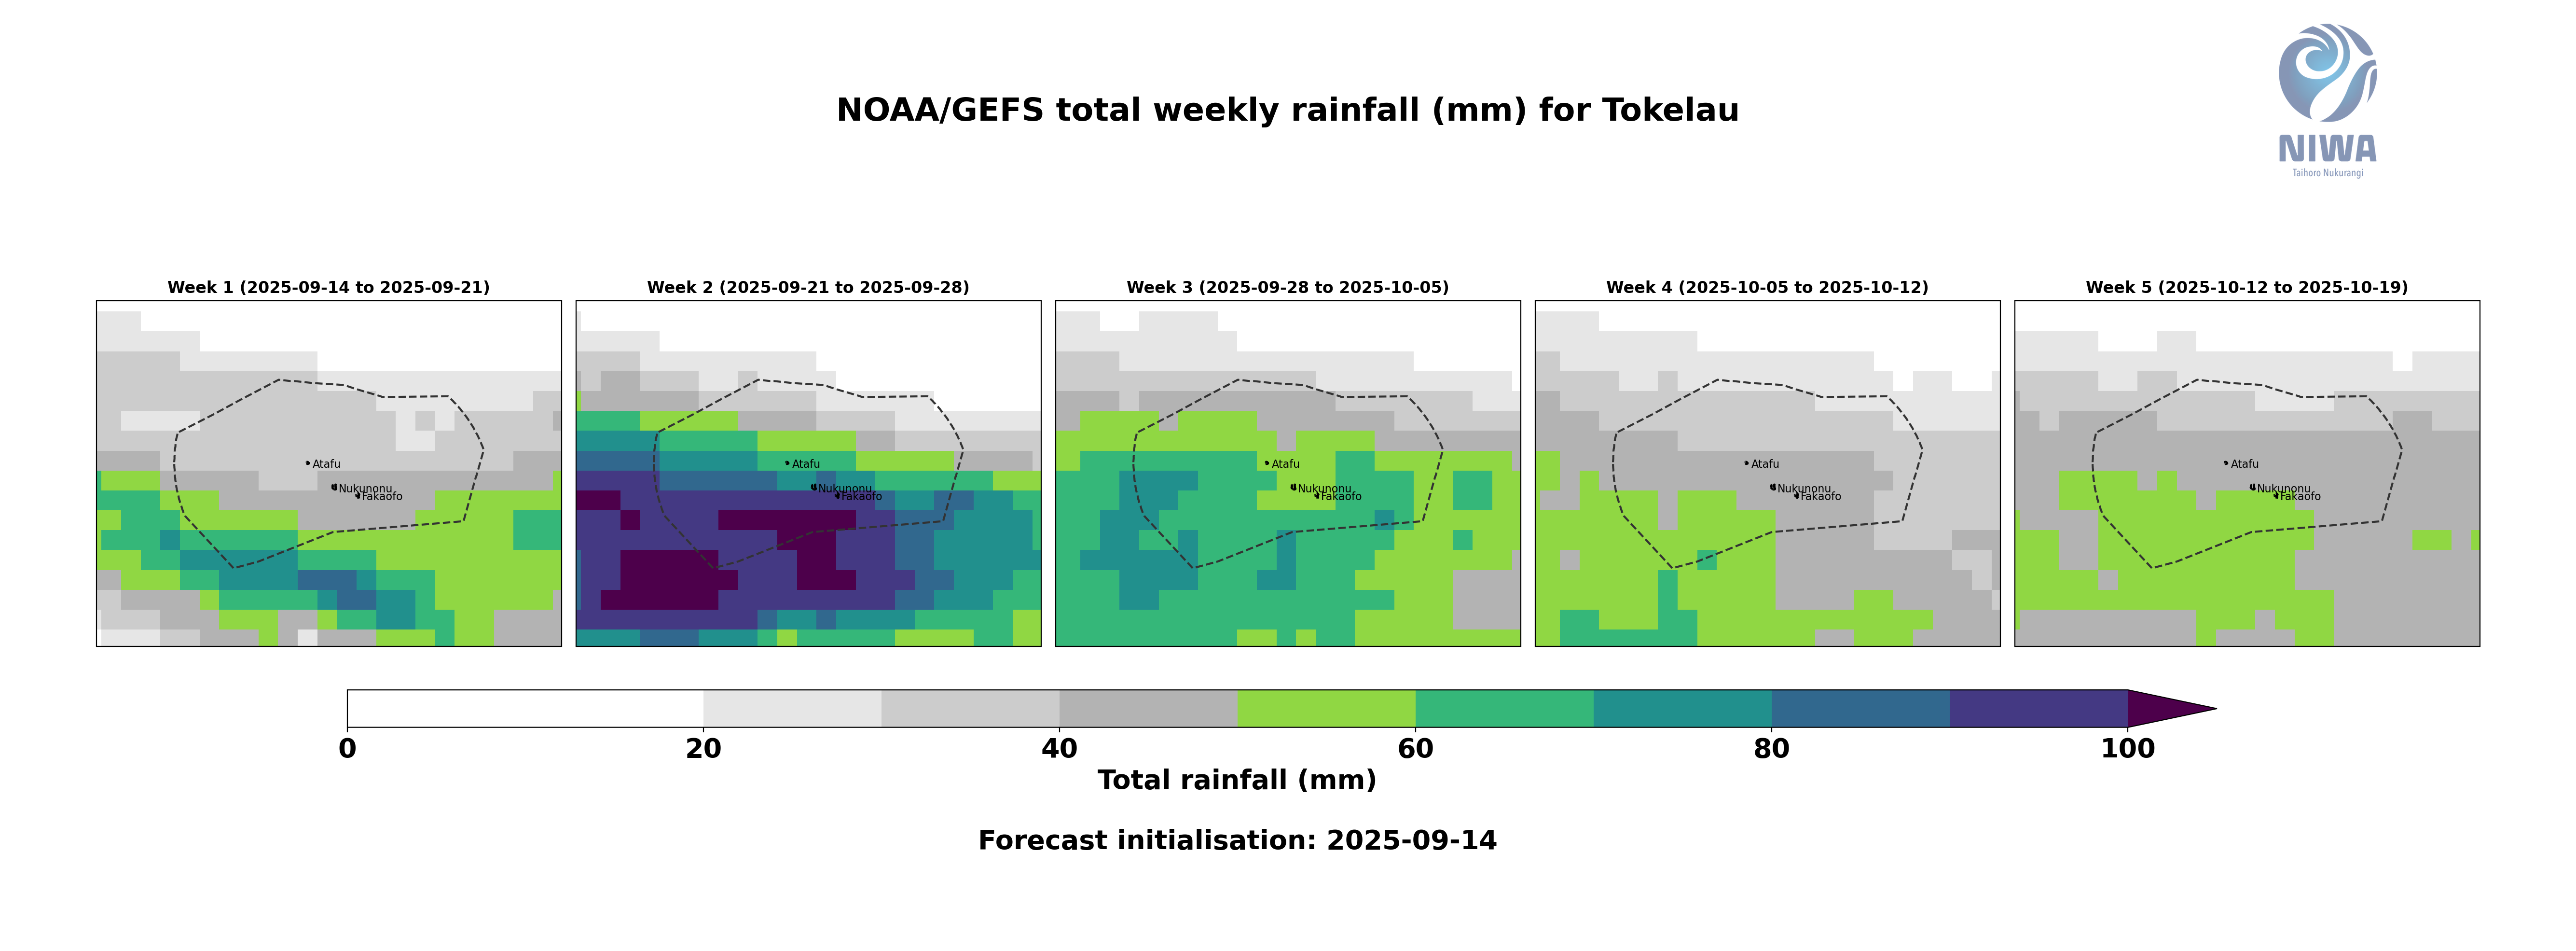 NOAA/GEFS total weekly rainfall (mm) for Tokelau
NIWA
Taihoro Nukurangi
Week 1 (2025-09-14 to 2025-09-21)
Week 2 (2025-09-21 to 2025-09-28)
Week 3 (2025-09-28 to 2025-10-05)
Week 4 (2025-10-05 to 2025-10-12)
Week 5 (2025-10-12 to 2025-10-19)
Atafu
Nukunonu
Fakaofo
Atafu
Nukunonu
Fakaofo
Atafu
Nukunonu
Fakaofo
Atafu
Nukunonu
Fakaofo
Atafu
Nukunonu
Fakaofo
0 20 40 60 80 100
Total rainfall (mm)
Forecast initialisation: 2025-09-14